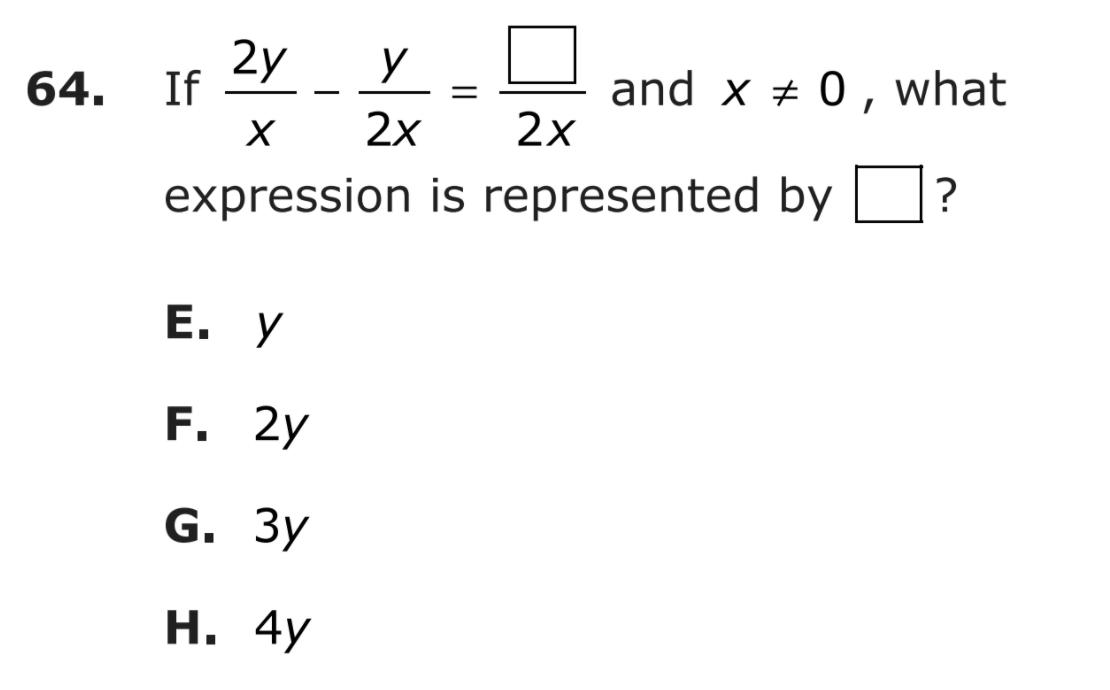 64. If 2y/x − y/2x = □/2x and x ≠ 0 , what
expression is represented by □ ?
E. y
F. 2y
G. 3y
H. 4y